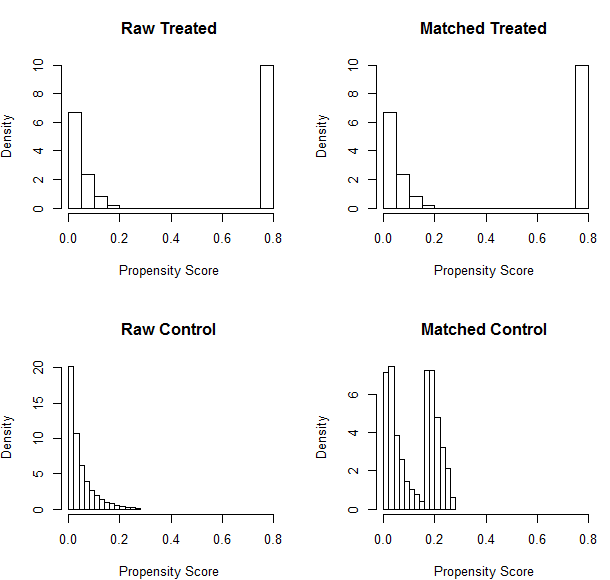 Raw Treated
Density
0 2 4 6 8 10
0.0 0.2 0.4 0.6 0.8
Propensity Score
Matched Treated
Density
0 2 4 6 8 10
0.0 0.2 0.4 0.6 0.8
Propensity Score
Raw Control
Density
0 5 10 15 20
0.0 0.2 0.4 0.6 0.8
Propensity Score
Matched Control
Density
0 2 4 6
0.0 0.2 0.4 0.6 0.8
Propensity Score